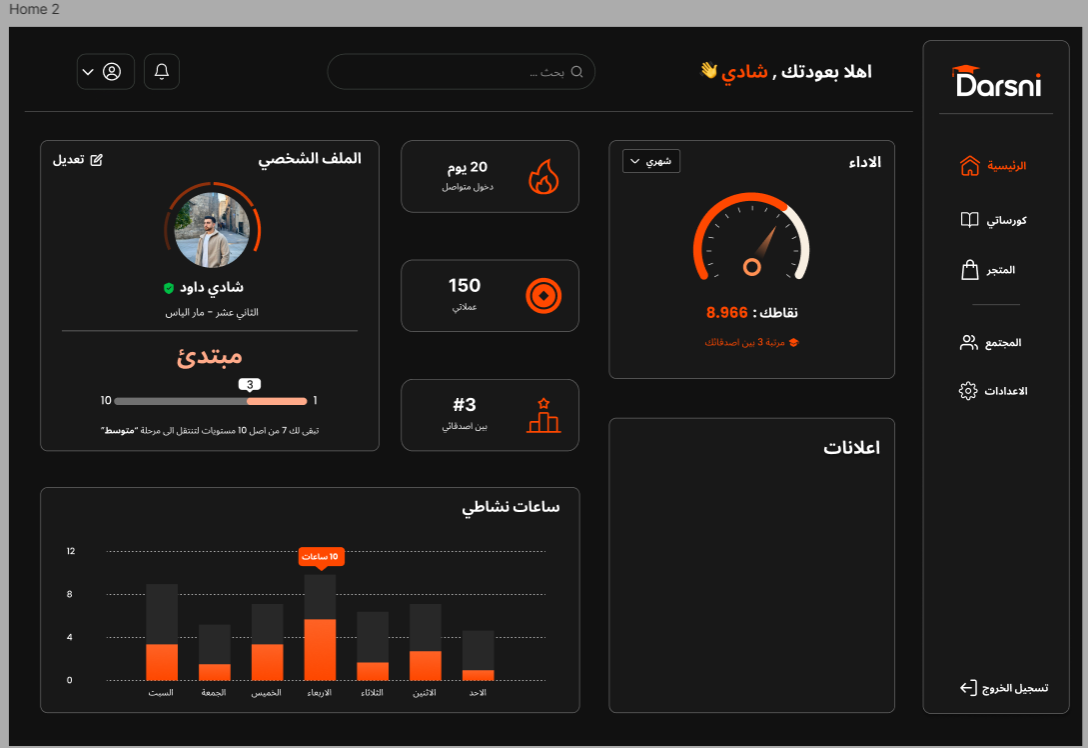 Home 2
Darsni
الرئيسية
كورساتي
المتجر
المجتمع
الاعدادات
تسجيل الخروج
اهلا بعودتك , شادي 👋
بحث ...
الاداء
شهري
نقاطك : 8.966
مرتبة 3 بين اصدقائك
اعلانات
20 يوم
دخول متواصل
150
عملاتي
#3
بين اصدقائي
الملف الشخصي
تعديل
شادي داود
الثاني عشر - مار الياس
مبتدئ
3
1
10
تبقى لك 7 من اصل 10 مستويات لتنتقل الى مرحلة "متوسط"
ساعات نشاطي
12
8
4
0
10 ساعات
الاحد
الاثنين
الثلاثاء
الاربعاء
الخميس
الجمعة
السبت